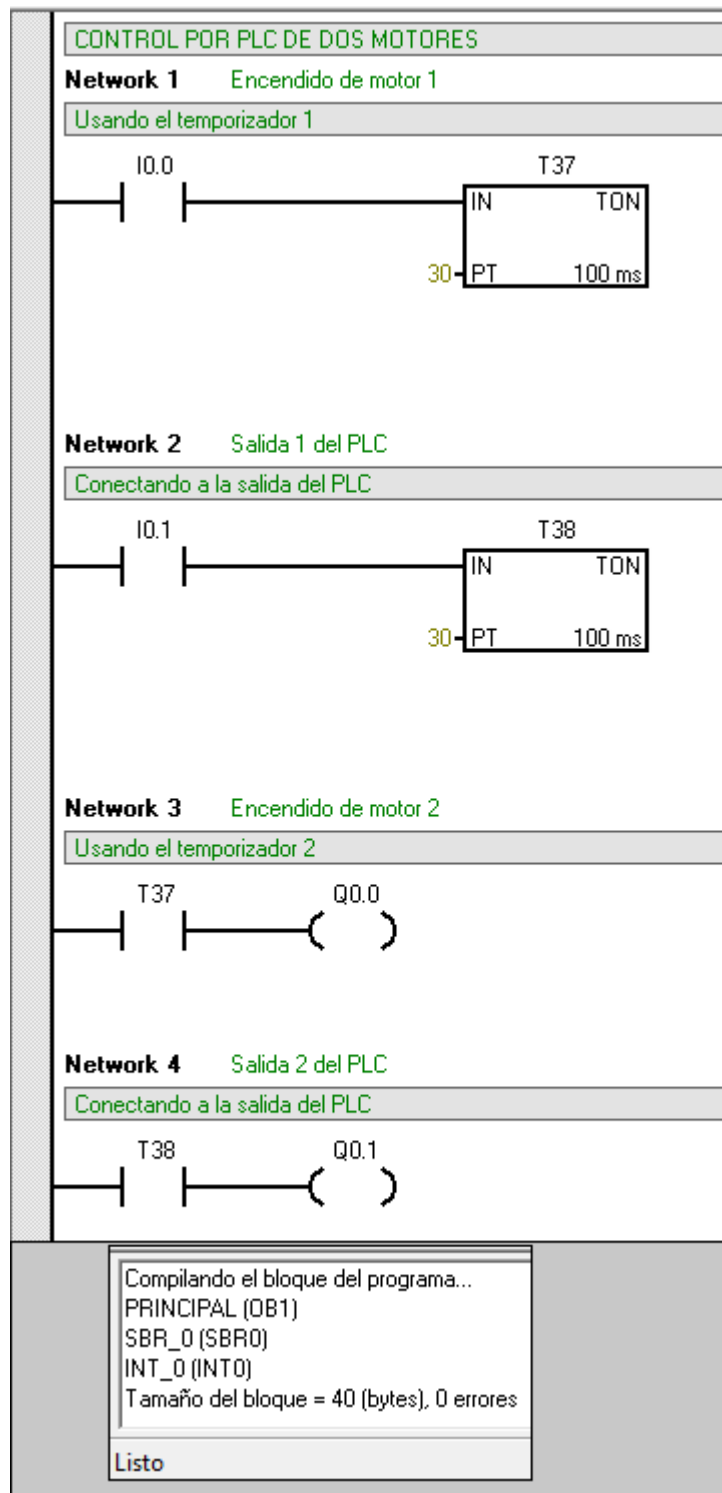 CONTROL POR PLC DE DOS MOTORES
Network 1 Encendido de motor 1
Usando el temporizador 1
I0.0 T37
IN TON
30 PT 100 ms
Network 2 Salida 1 del PLC
Conectando a la salida del PLC
I0.1 T38
IN TON
30 PT 100 ms
Network 3 Encendido de motor 2
Usando el temporizador 2
T37 Q0.0
Network 4 Salida 2 del PLC
Conectando a la salida del PLC
T38 Q0.1
Compilando el bloque del programa...
PRINCIPAL (OB1)
SBR_0 (SBR0)
INT_0 (INT0)
Tamaño del bloque = 40 (bytes), 0 errores
Listo